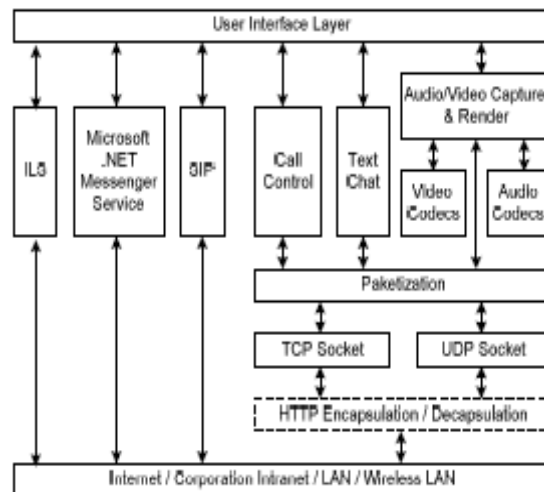 User Interface Layer
Audio/Video Capture
& Render
ILS
Microsoft
.NET
Messenger
Service
SIP
Call
Control
Text
Chat
Video
Codecs
Audio
Codecs
Paketization
TCP Socket
UDP Socket
HTTP Encapsulation / Decapsulation
Internet / Corporation Intranet / LAN / Wireless LAN